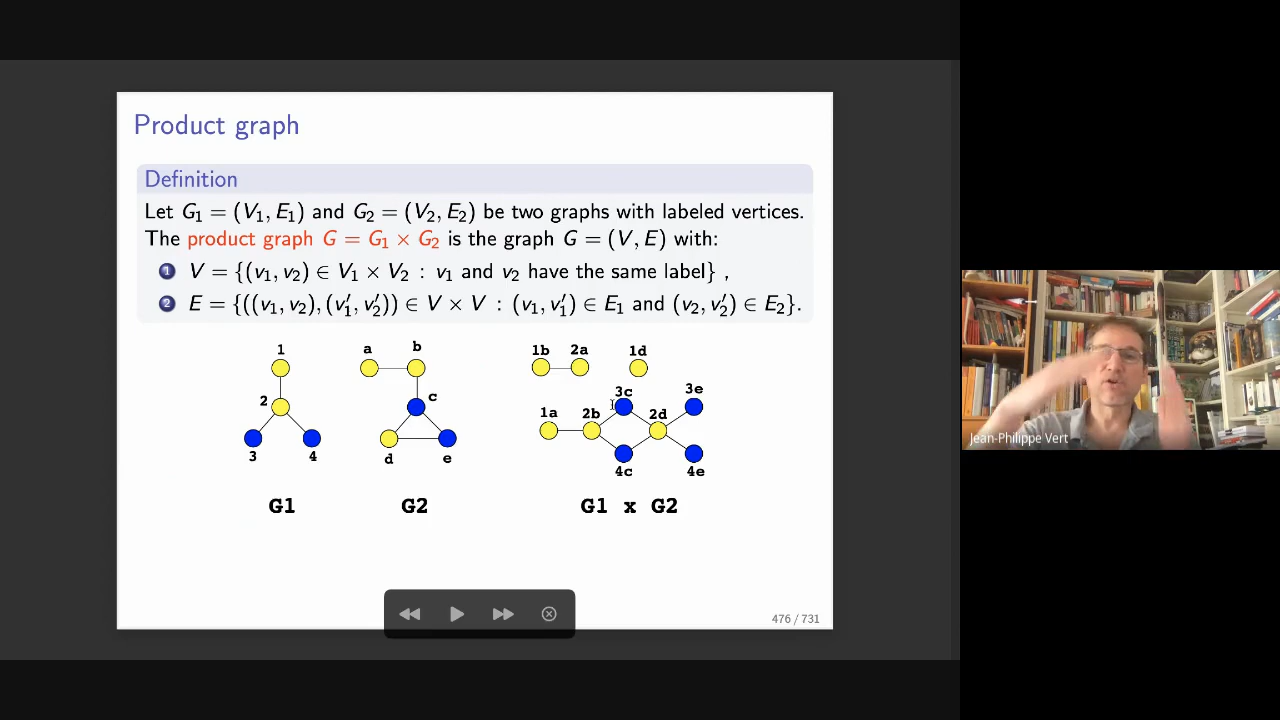 Product graph
Definition
Let G₁ = (V₁, E₁) and G₂ = (V₂, E₂) be two graphs with labeled vertices.
The product graph G = G₁ × G₂ is the graph G = (V, E) with:
1 V = {(v₁, v₂) ∈ V₁ × V₂ : v₁ and v₂ have the same label} ,
2 E = {((v₁, v₂), (v′₁, v′₂)) ∈ V × V : (v₁, v′₁) ∈ E₁ and (v₂, v′₂) ∈ E₂}.
1
2
3 4
G1
a b
c
d e
G2
1b 2a 1d
3c 3e
1a 2b 2d
4c 4e
G1 x G2
476 / 731
Jean-Philippe Vert